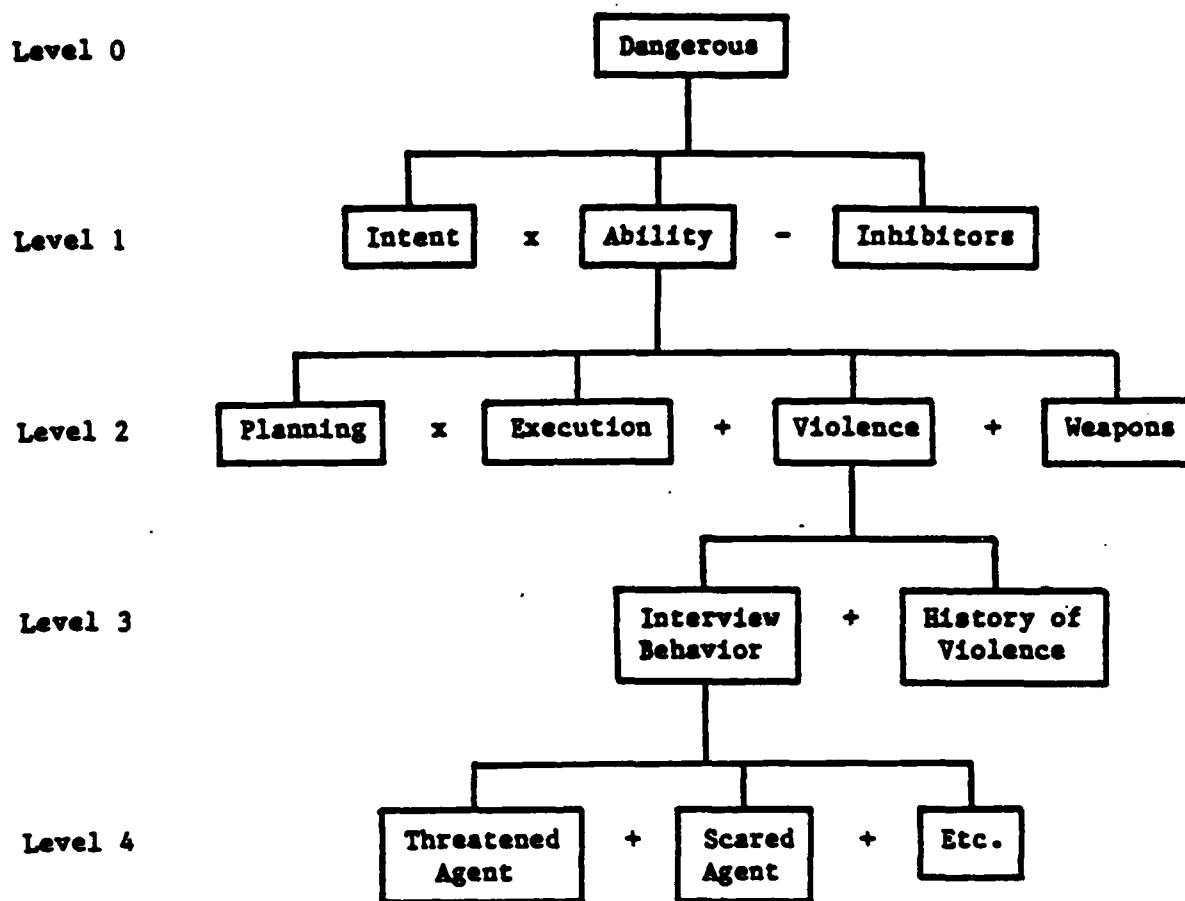 Level 0 Dangerous
Level 1 Intent x Ability - Inhibitors
Level 2 Planning x Execution + Violence + Weapons
Level 3 Interview Behavior + History of Violence
Level 4 Threatened Agent + Scared Agent + Etc.